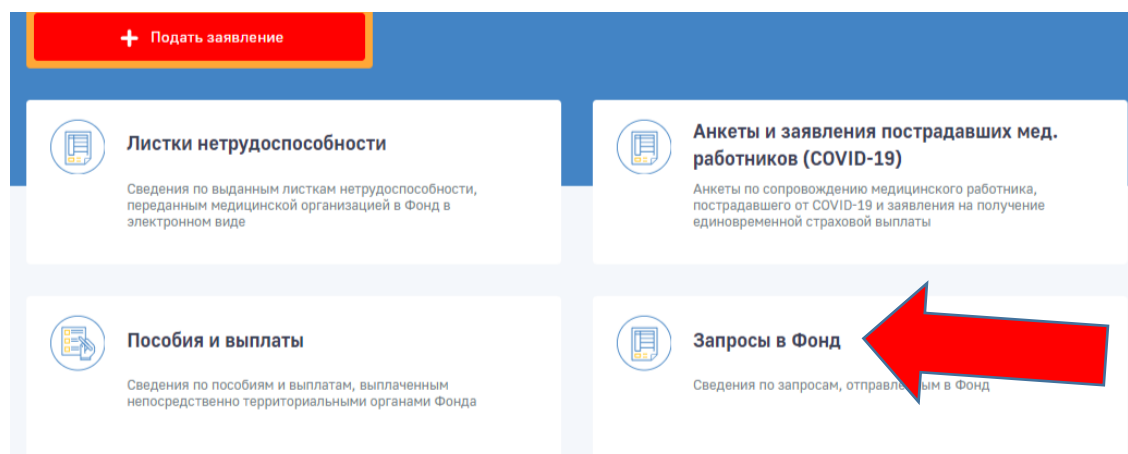 Подать заявление
Листки нетрудоспособности
Сведения по выданным листкам нетрудоспособности,
переданным медицинской организацией в Фонд в
электронном виде
Анкеты и заявления пострадавших мед.
работников (COVID-19)
Анкеты по сопровождению медицинского работника,
пострадавшего от COVID-19 и заявления на получение
единовременной страховой выплаты
Пособия и выплаты
Сведения по пособиям и выплатам, выплаченным
непосредственно территориальными органами Фонда
Запросы в Фонд
Сведения по запросам, отправленным в Фонд